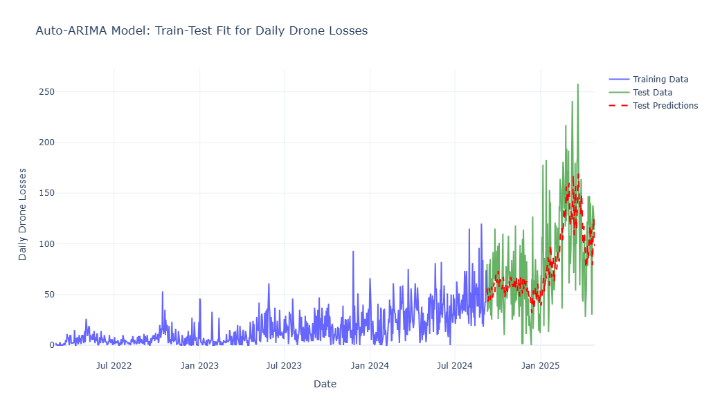 Auto-ARIMA Model: Train-Test Fit for Daily Drone Losses
Training Data
Test Data
Test Predictions
250
200
150
100
50
0
Daily Drone Losses
Jul 2022
Jan 2023
Jul 2023
Jan 2024
Jul 2024
Jan 2025
Date